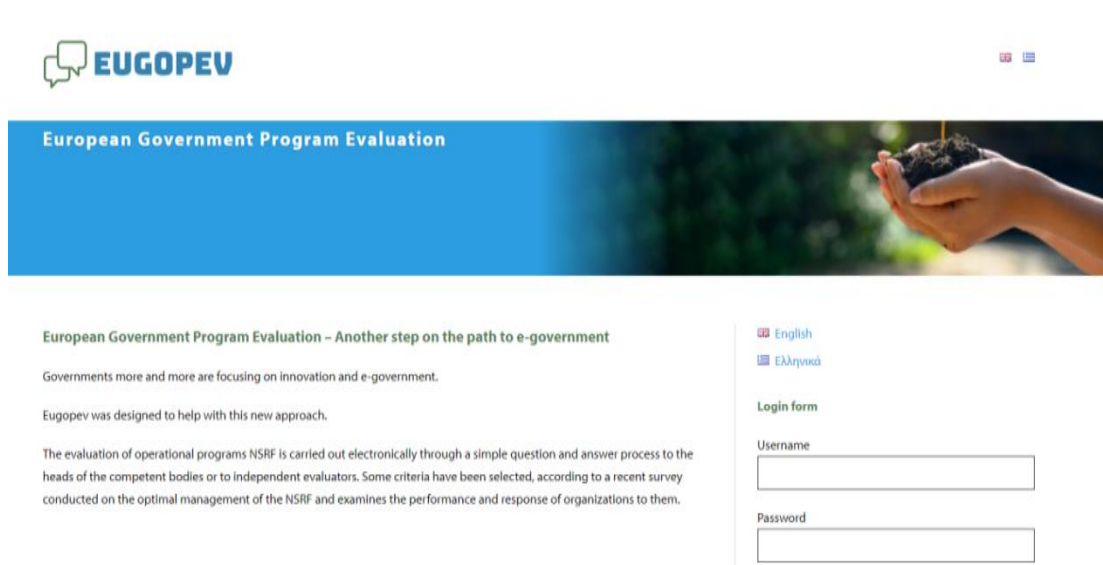 EUGOPEV
European Government Program Evaluation
European Government Program Evaluation – Another step on the path to e-government
Governments more and more are focusing on innovation and e-government.
Eugopev was designed to help with this new approach.
The evaluation of operational programs NSRF is carried out electronically through a simple question and answer process to the
heads of the competent bodies or to independent evaluators. Some criteria have been selected, according to a recent survey
conducted on the optimal management of the NSRF and examines the performance and response of organizations to them.
English
Ελληνικά
Login form
Username
Password